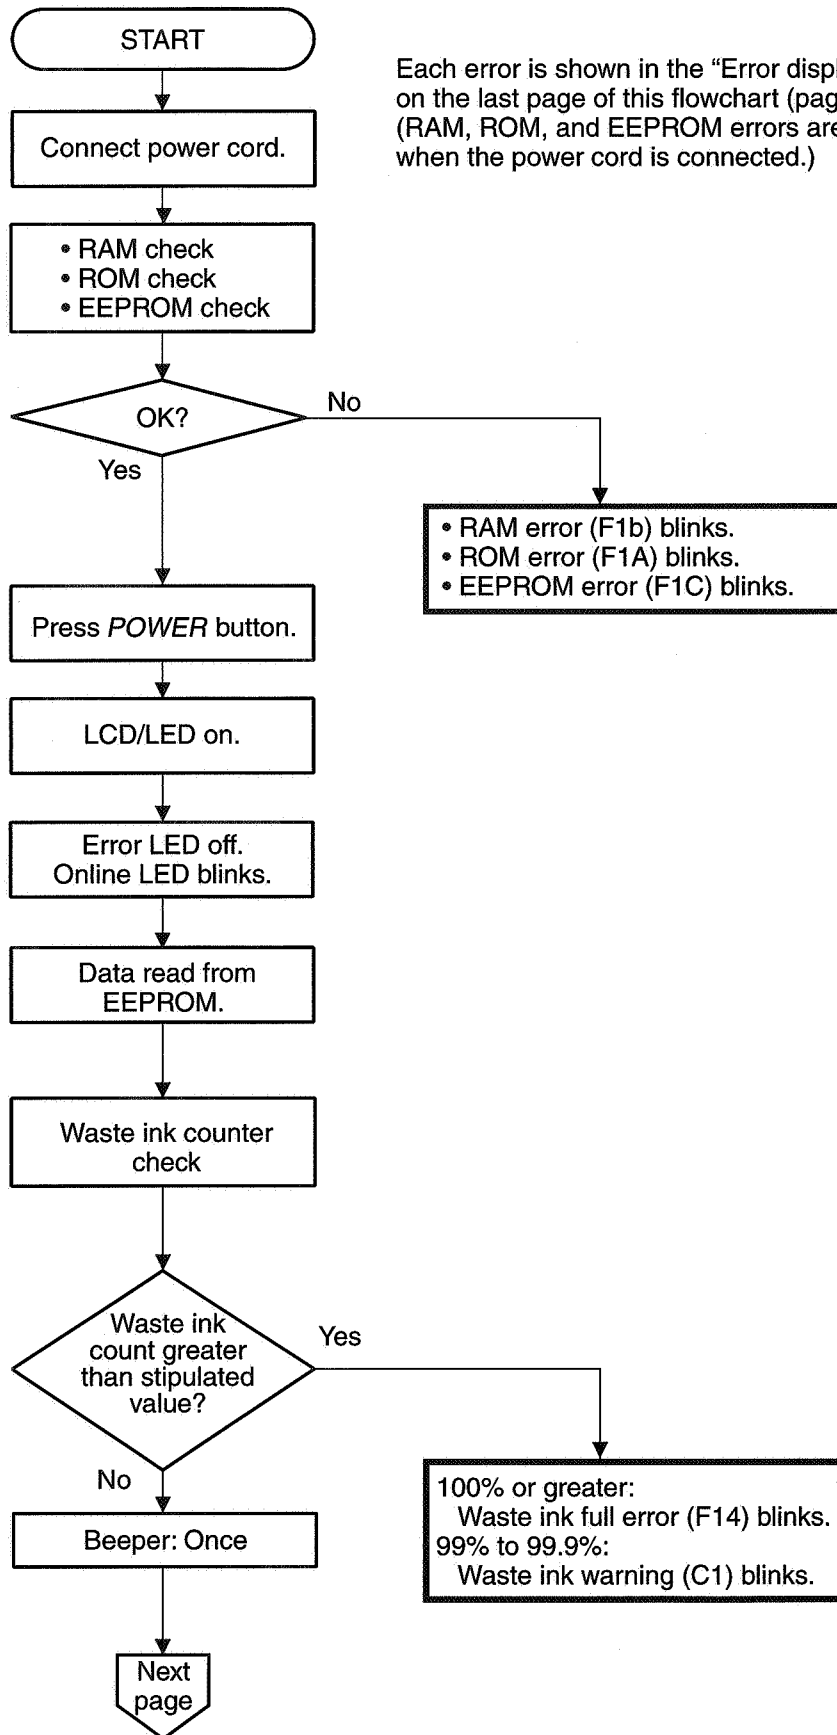 START
Each error is shown in the “Error displ
on the last page of this flowchart (pag
(RAM, ROM, and EEPROM errors are
when the power cord is connected.)
Connect power cord.
• RAM check
• ROM check
• EEPROM check
OK?
No
Yes
• RAM error (F1b) blinks.
• ROM error (F1A) blinks.
• EEPROM error (F1C) blinks.
Press POWER button.
LCD/LED on.
Error LED off.
Online LED blinks.
Data read from
EEPROM.
Waste ink counter
check
Waste ink
count greater
than stipulated
value?
Yes
No
100% or greater:
Waste ink full error (F14) blinks.
99% to 99.9%:
Waste ink warning (C1) blinks.
Beeper: Once
Next
page